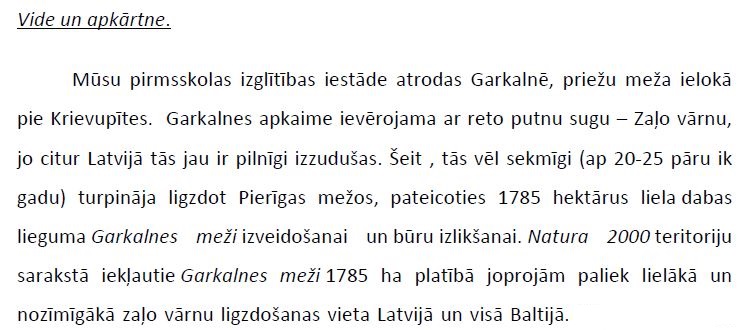 Vide un apkārtne.
Mūsu pirmsskolas izglītības iestāde atrodas Garkalnē, priežu meža ielokā
pie Krievupītes. Garkalnes apkaime ievērojama ar reto putnu sugu – Zaļo vārnu,
jo citur Latvijā tās jau ir pilnīgi izzudušas. Šeit , tās vēl sekmīgi (ap 20-25 pāru ik
gadu) turpināja ligzdot Pierīgas mežos, pateicoties 1785 hektārus liela dabas
lieguma Garkalnes meži izveidošanai un būru izlikšanai. Natura 2000 teritoriju
sarakstā iekļautie Garkalnes meži 1785 ha platībā joprojām paliek lielākā un
nozīmīgākā zaļo vārnu ligzdošanas vieta Latvijā un visā Baltijā.